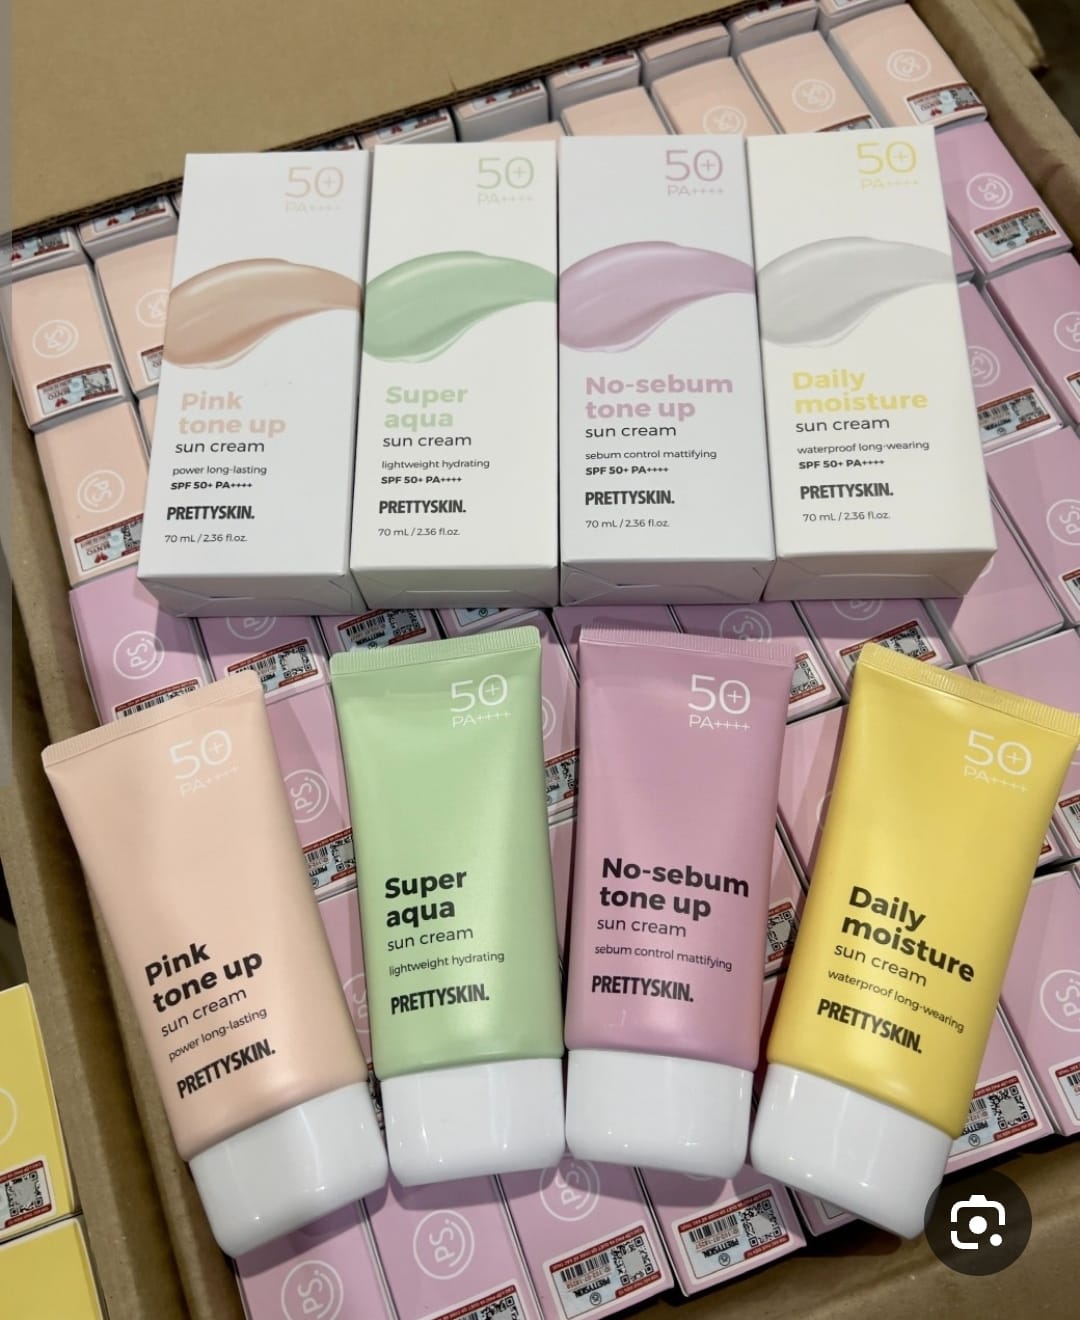 50+
PA++++
Pink
tone up
sun cream
power long-lasting
SPF 50+ PA++++
PRETTYSKIN.
70 mL / 2.36 fl.oz.
50+
PA++++
Super
aqua
sun cream
lightweight hydrating
SPF 50+ PA++++
PRETTYSKIN.
70 mL / 2.36 fl.oz.
50+
PA++++
No-sebum
tone up
sun cream
sebum control mattifying
SPF 50+ PA++++
PRETTYSKIN.
70 mL / 2.36 fl.oz.
50+
PA++++
Daily
moisture
sun cream
waterproof long-wearing
SPF 50+ PA++++
PRETTYSKIN.
70 mL / 2.36 fl.oz.
50+
PA++++
Pink
tone up
sun cream
power long-lasting
PRETTYSKIN.
50+
PA++++
Super
aqua
sun cream
lightweight hydrating
PRETTYSKIN.
50+
PA++++
No-sebum
tone up
sun cream
sebum control mattifying
PRETTYSKIN.
50+
PA++++
Daily
moisture
sun cream
waterproof long-wearing
PRETTYSKIN.
PS.
PRETTYSKIN
PRETTYSKIN